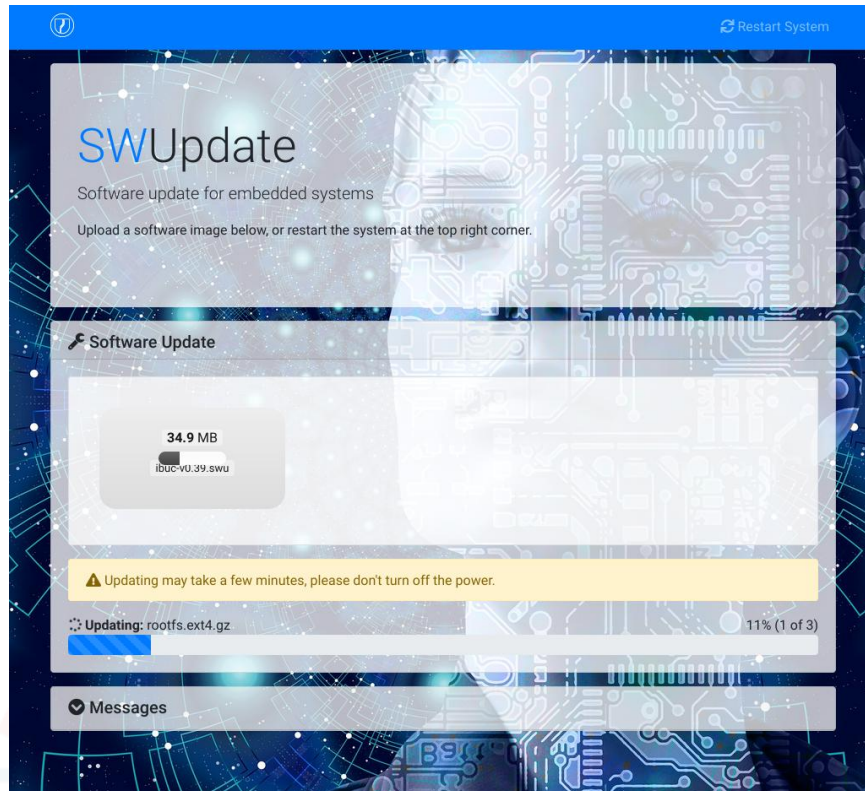 Restart System
SWUpdate
Software update for embedded systems
Upload a software image below, or restart the system at the top right corner.
Software Update
34.9 MB
ibuc-v0.39.swu
Updating may take a few minutes, please don't turn off the power.
Updating: rootfs.ext4.gz 11% (1 of 3)
Messages